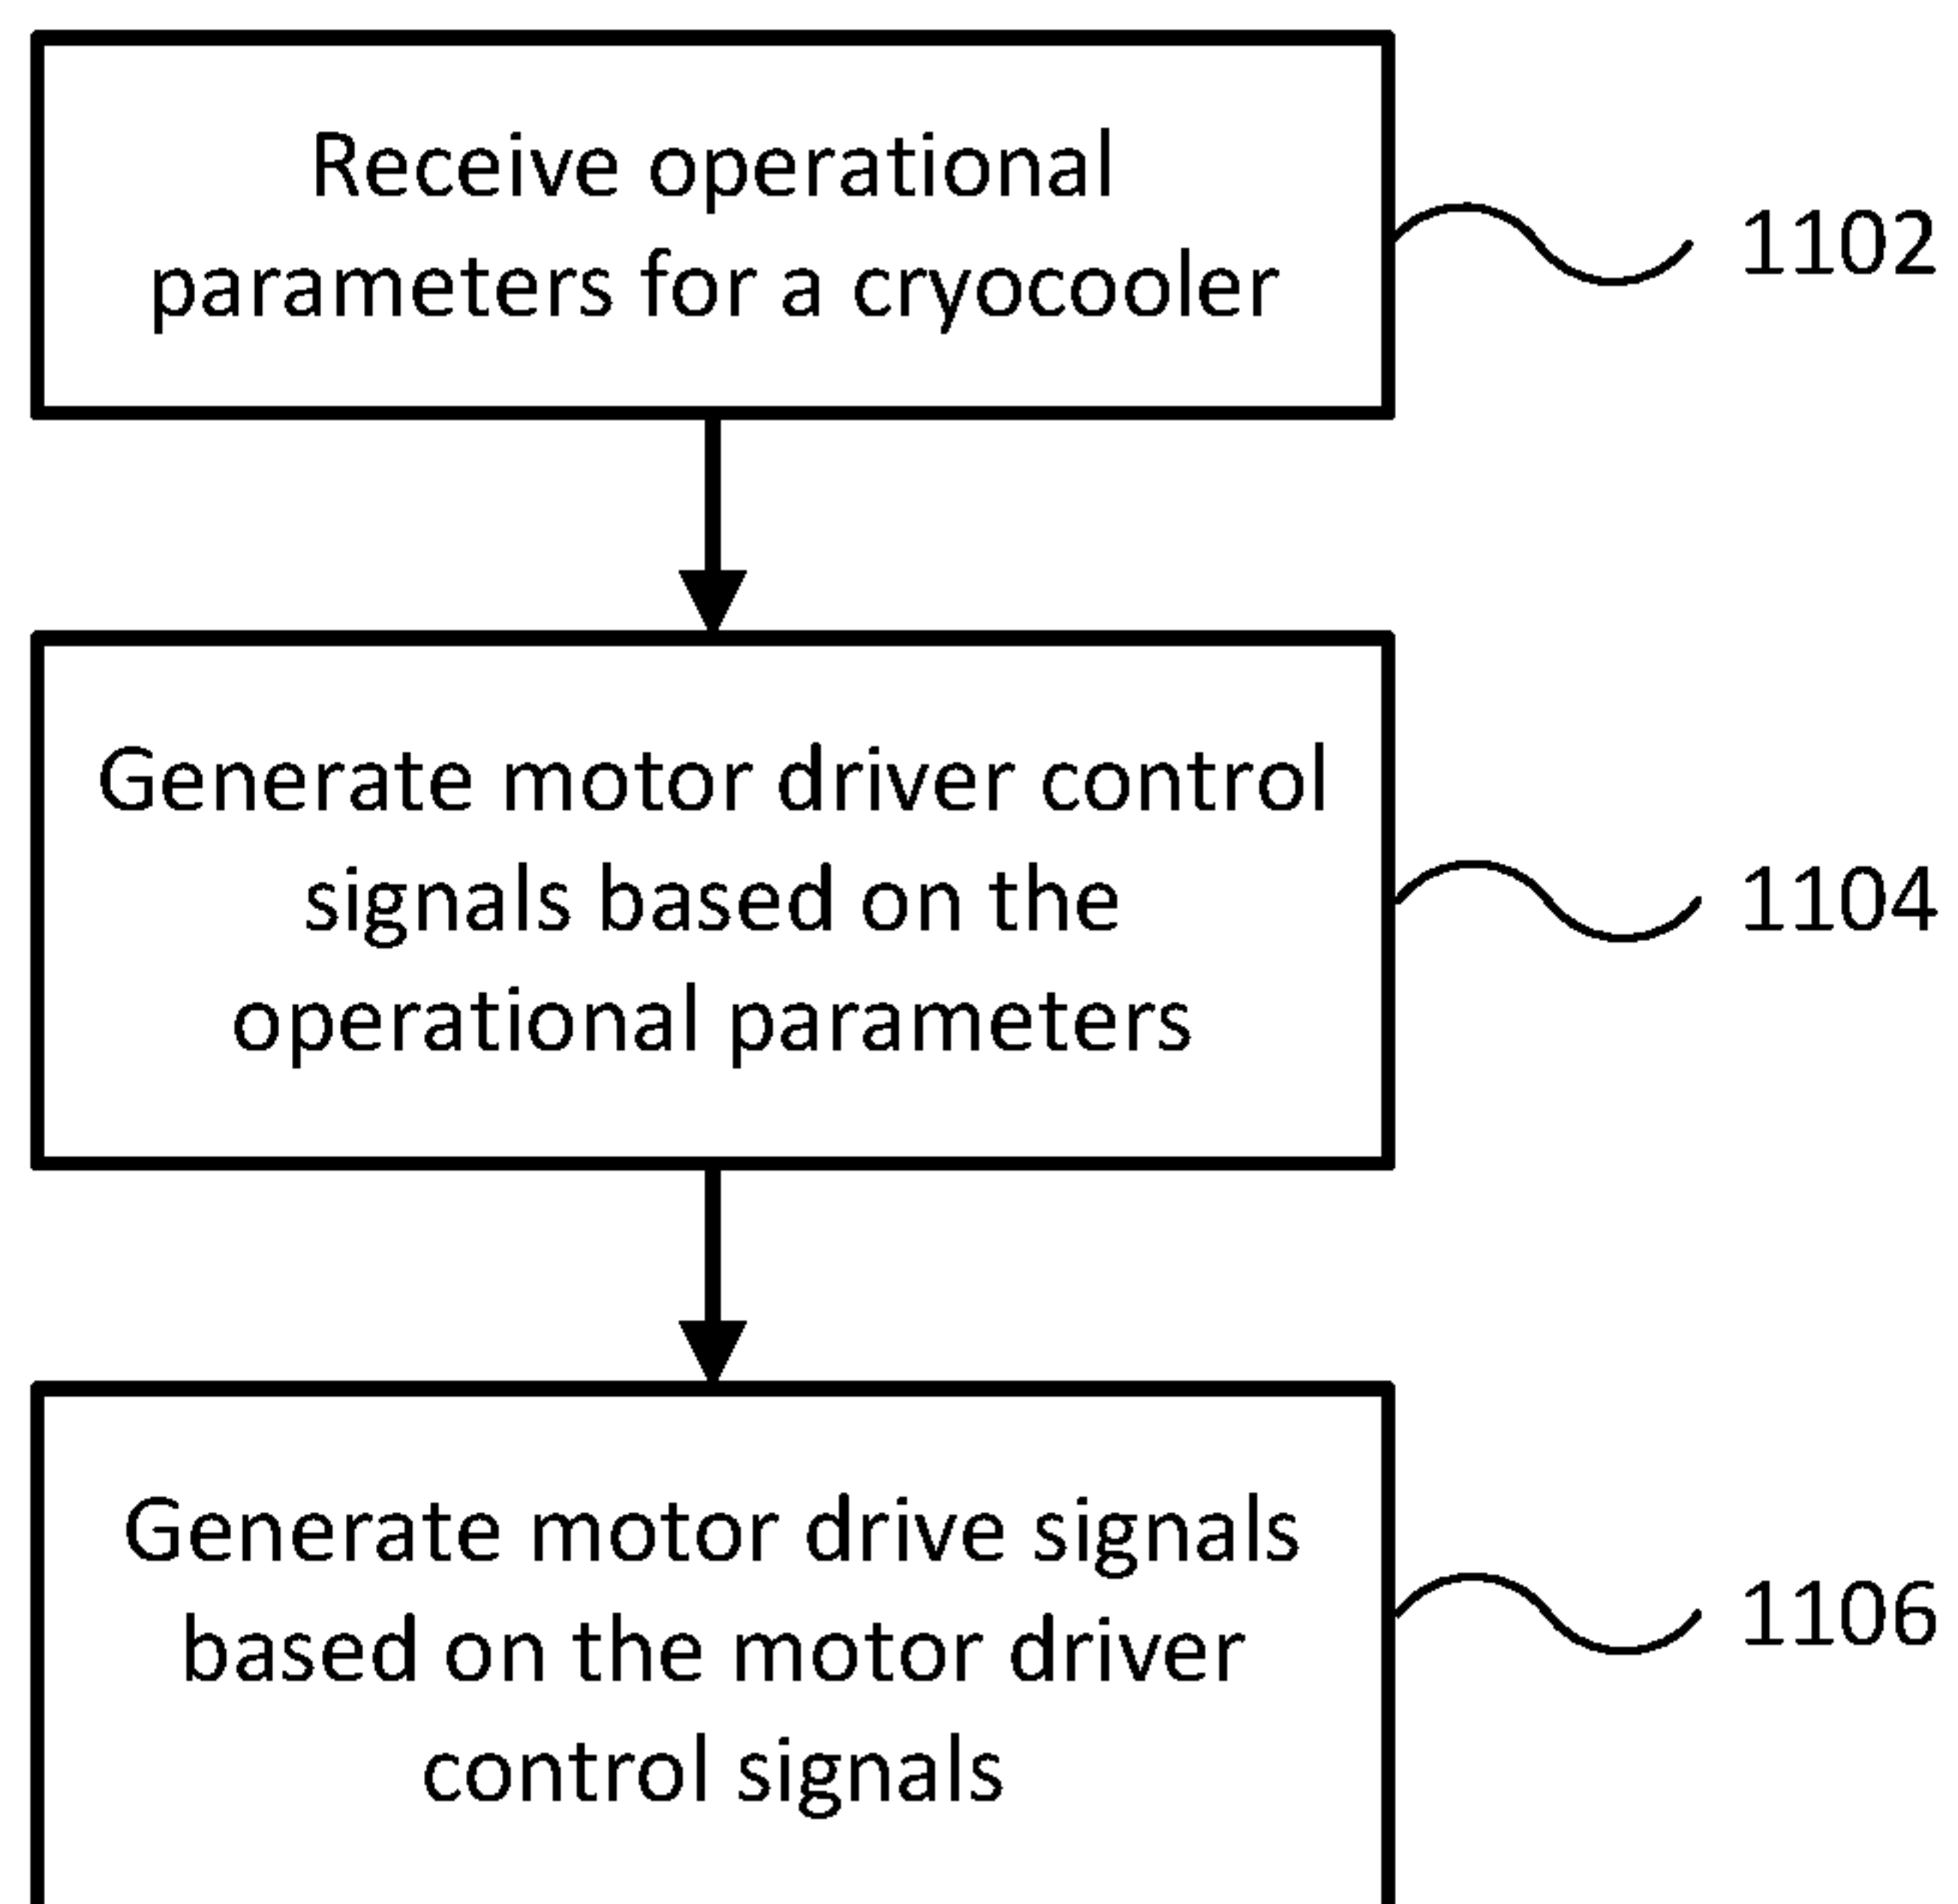 Receive operational
parameters for a cryocooler
1102
Generate motor driver control
signals based on the
operational parameters
1104
Generate motor drive signals
based on the motor driver
control signals
1106